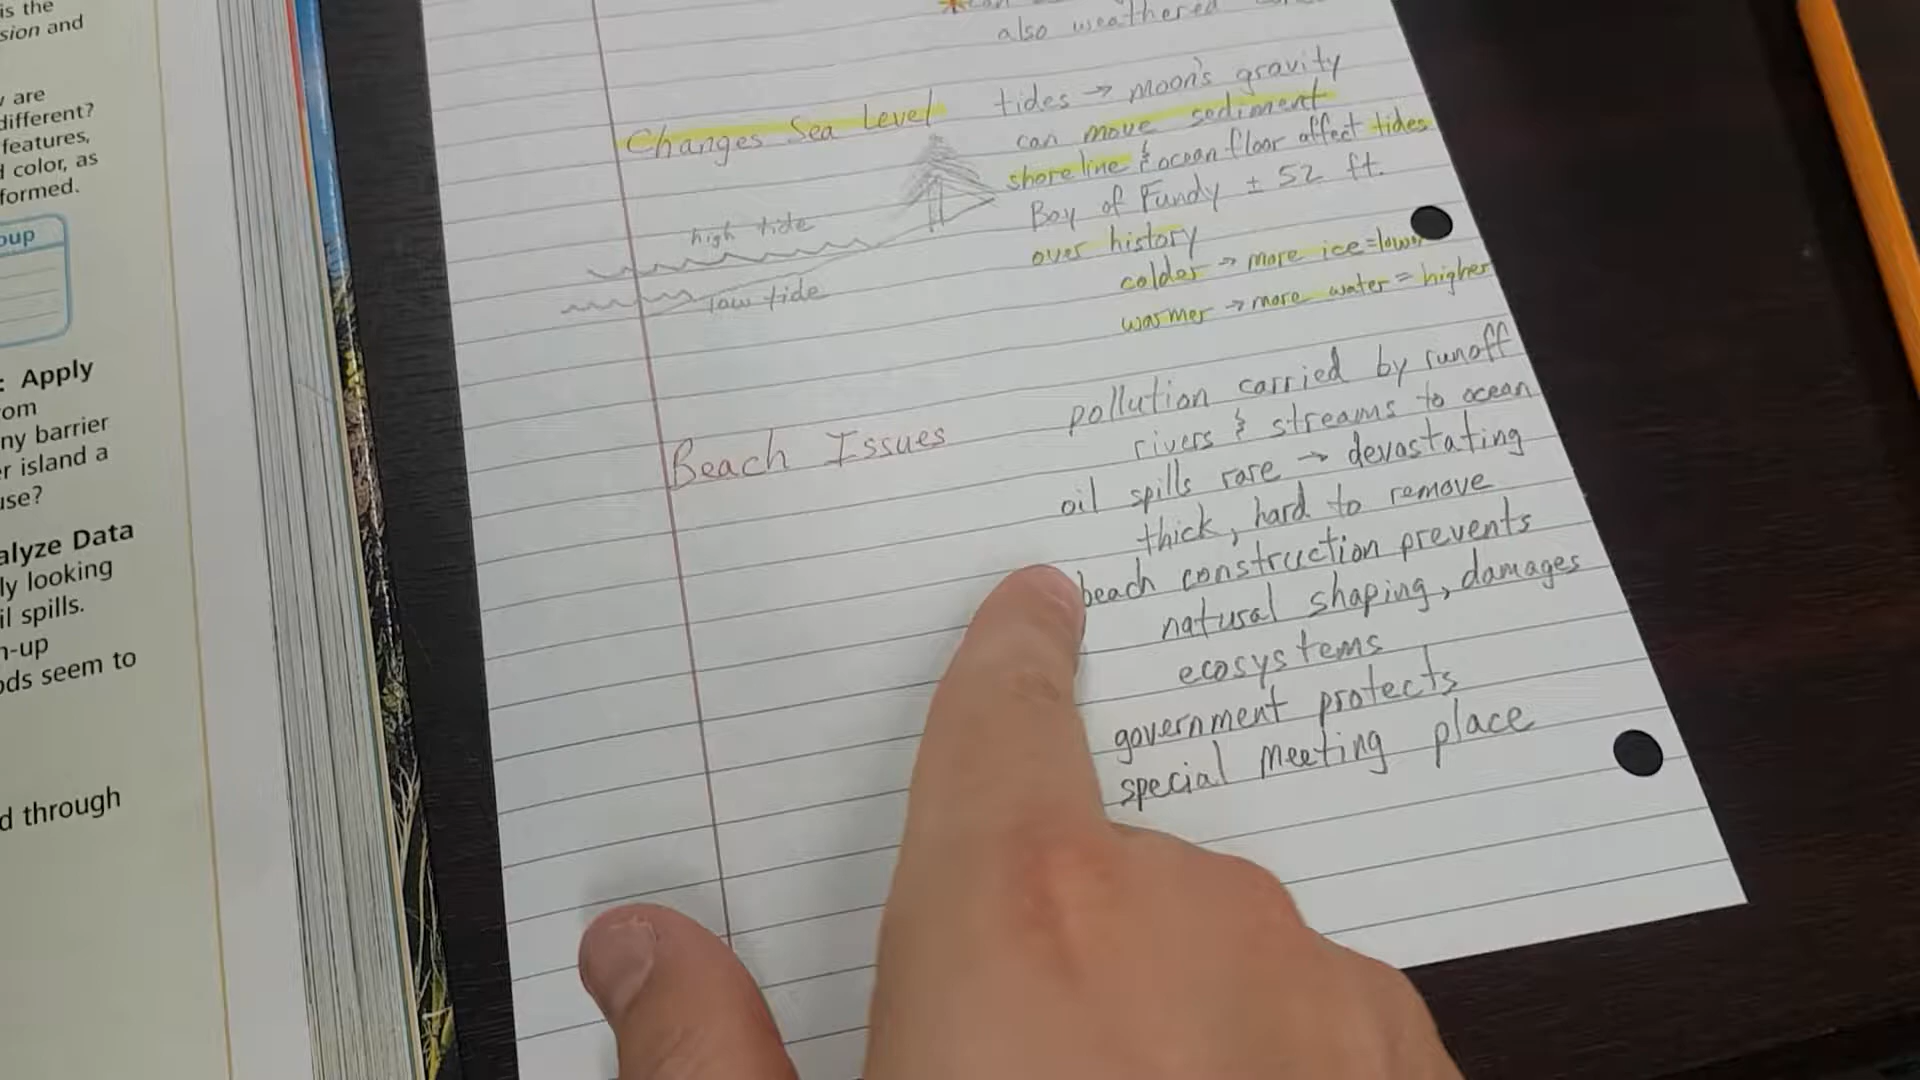 is the
sion and
are
different?
features,
color, as
formed.
oup
: Apply
om
ny barrier
er island a
use?
alyze Data
ly looking
il spills.
n-up
ods seem to
d through
also weathered
Changes Sea Level
tides → moon's gravity
can move sediment
shoreline & ocean floor affect tides
Bay of Fundy ± 52 ft.
over history
colder → more ice = lower
warmer → more water = higher
high tide
low tide
Beach Issues
pollution carried by runoff
rivers & streams to ocean
oil spills rare → devastating
thick, hard to remove
beach construction prevents
natural shaping, damages
ecosystems
government protects
special meeting place